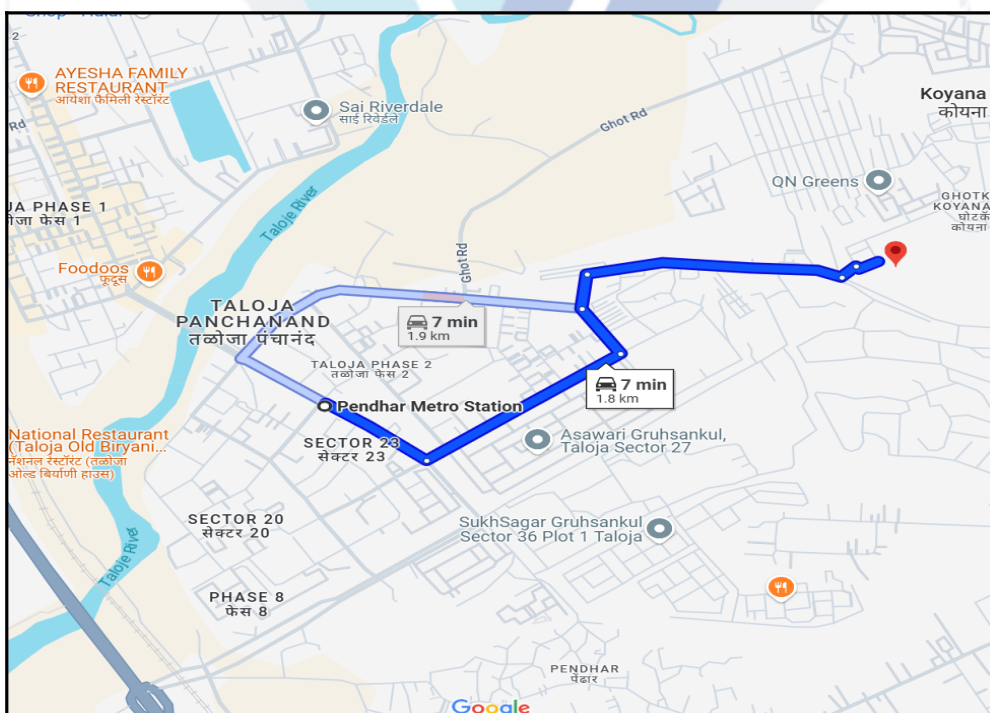 2
AYESHA FAMILY
RESTAURANT
आयेशा फॅमिली रेस्टॉरंट
Rd
Sai Riverdale
साई रिवर्डले
Ghot Rd
Koyana
कोयना
QN Greens
GHOTK
KOYANA
घोटकॅ
कोयना
JA PHASE 1
ोजा फेस 1
Taloje River
Ghot Rd
Foodoos
फूदूस
TALOJA
PANCHANAND
तळोजा पंचानंद
7 min
1.9 km
TALOJA PHASE 2
तळोजा फेस 2
7 min
1.8 km
Pendhar Metro Station
National Restaurant
(Taloja Old Biryani...
नॅशनल रेस्टॉरंट (तळोजा
ओल्ड बिर्याणी हाउस)
SECTOR 23
सेक्टर 23
Asawari Gruhsankul,
Taloja Sector 27
SECTOR 20
सेक्टर 20
SukhSagar Gruhsankul
Sector 36 Plot 1 Taloja
Taloje River
PHASE 8
फेस 8
PENDHAR
पेंढार
Google